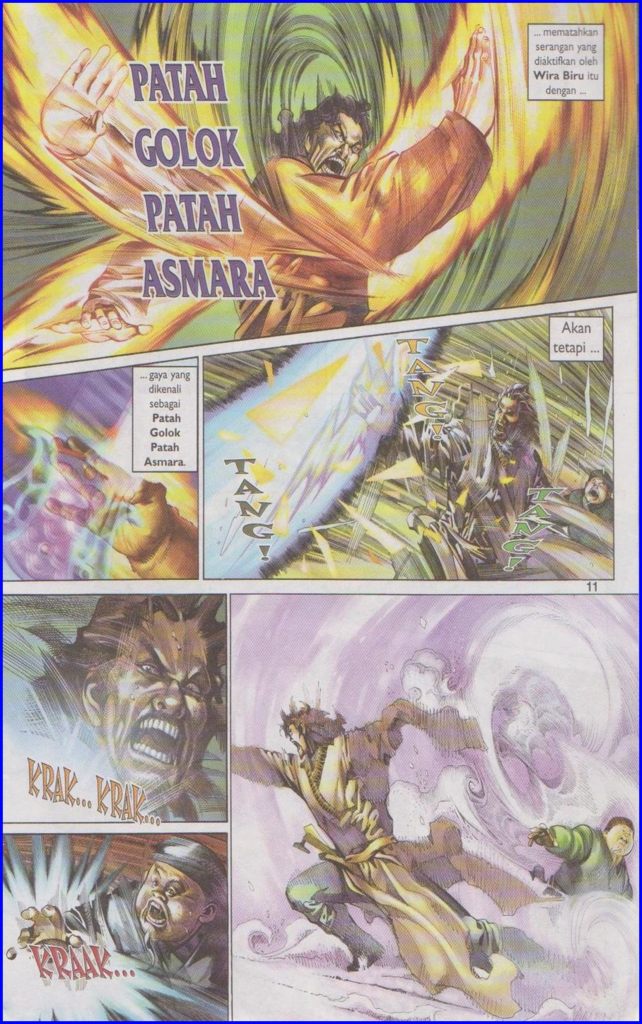 ... mematahkan
serangan yang
diaktifkan oleh
Wira Biru itu
dengan ...
PATAH
GOLOK
PATAH
ASMARA
... gaya yang
dikenali
sebagai
Patah
Golok
Patah
Asmara.
Akan
tetapi ...
TANG!
TANG!
TANG!
11
KRAK... KRAK...
KRAAK...